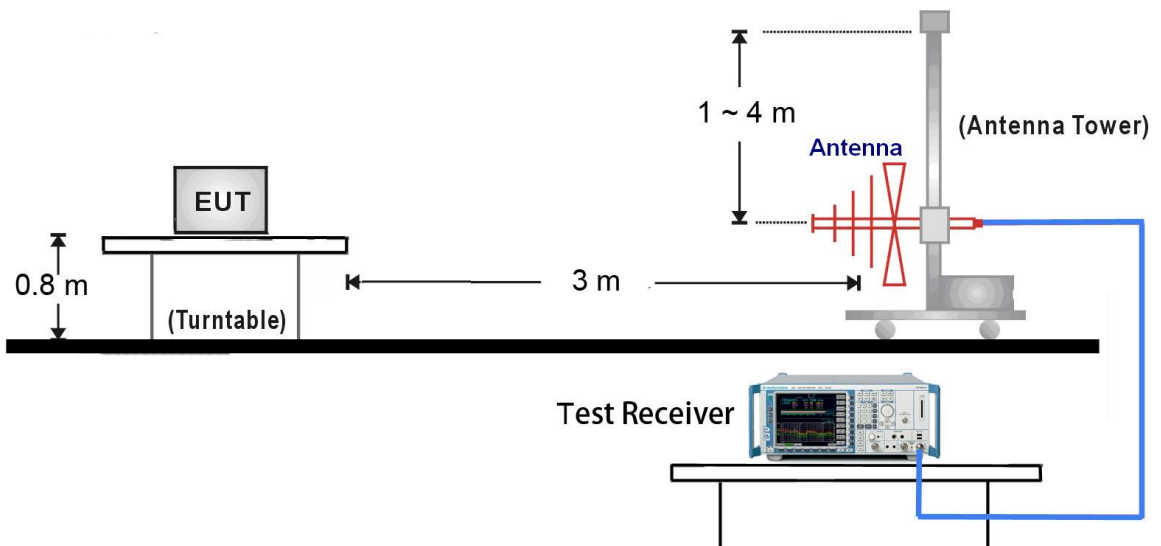 1 ~ 4 m
(Antenna Tower)
Antenna
EUT
0.8 m
3 m
(Turntable)
Test Receiver